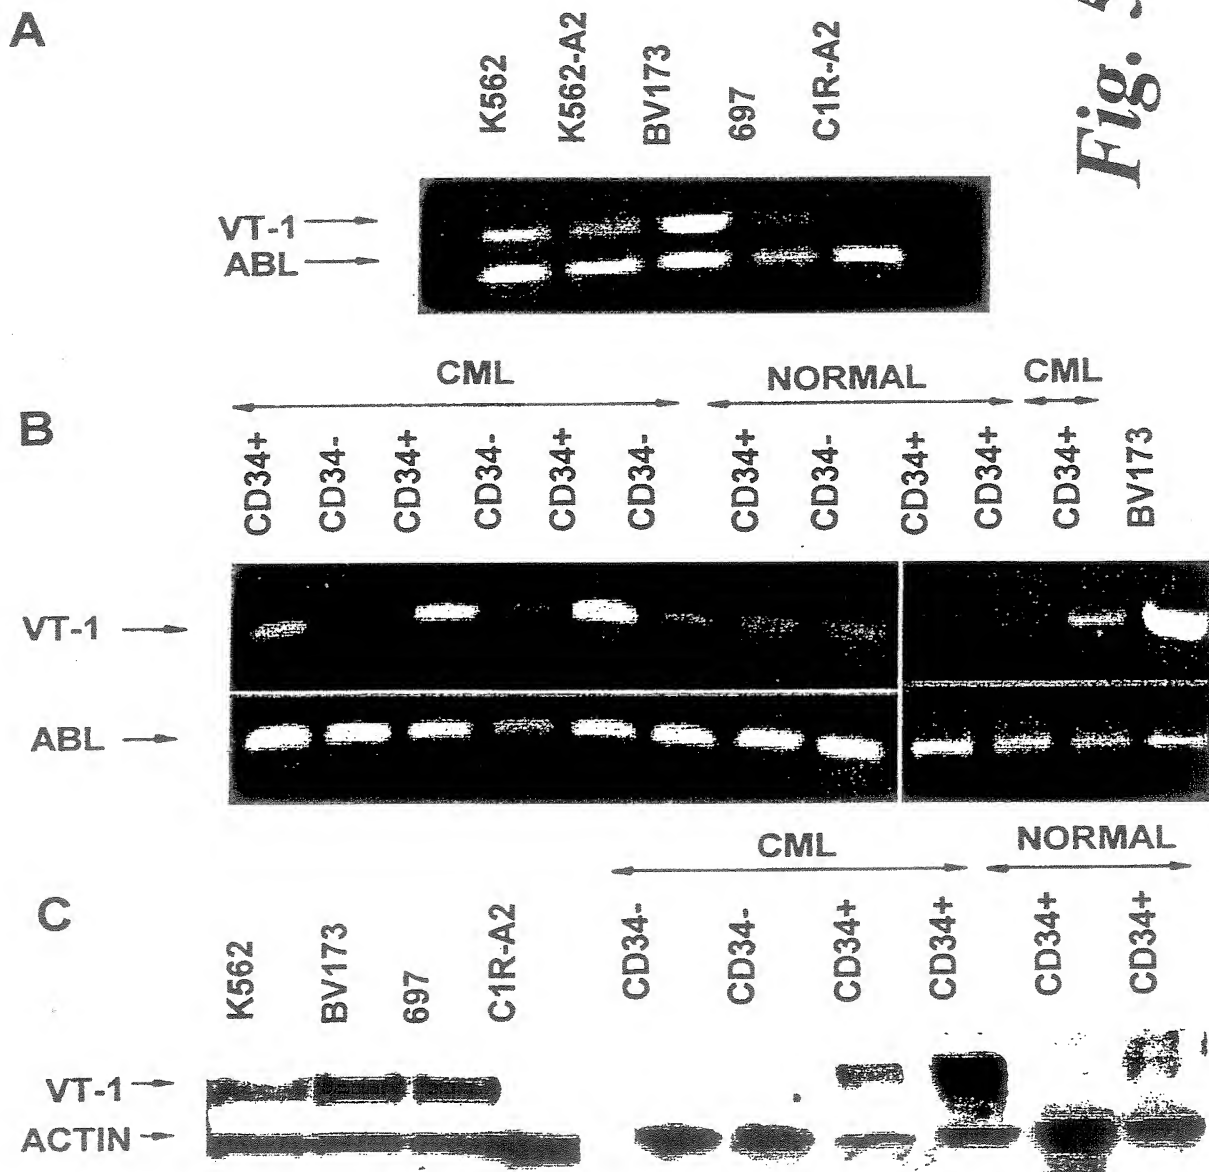 A
K562
K562-A2
BV173
697
C1R-A2
Fig. 5
VT-1
ABL
B
CML
NORMAL
CML
CD34+
CD34-
CD34+
CD34-
CD34+
CD34-
CD34+
CD34-
CD34+
CD34+
CD34+
BV173
VT-1
ABL
C
CML
NORMAL
K562
BV173
697
C1R-A2
CD34-
CD34-
CD34+
CD34+
CD34+
CD34+
VT-1
ACTIN